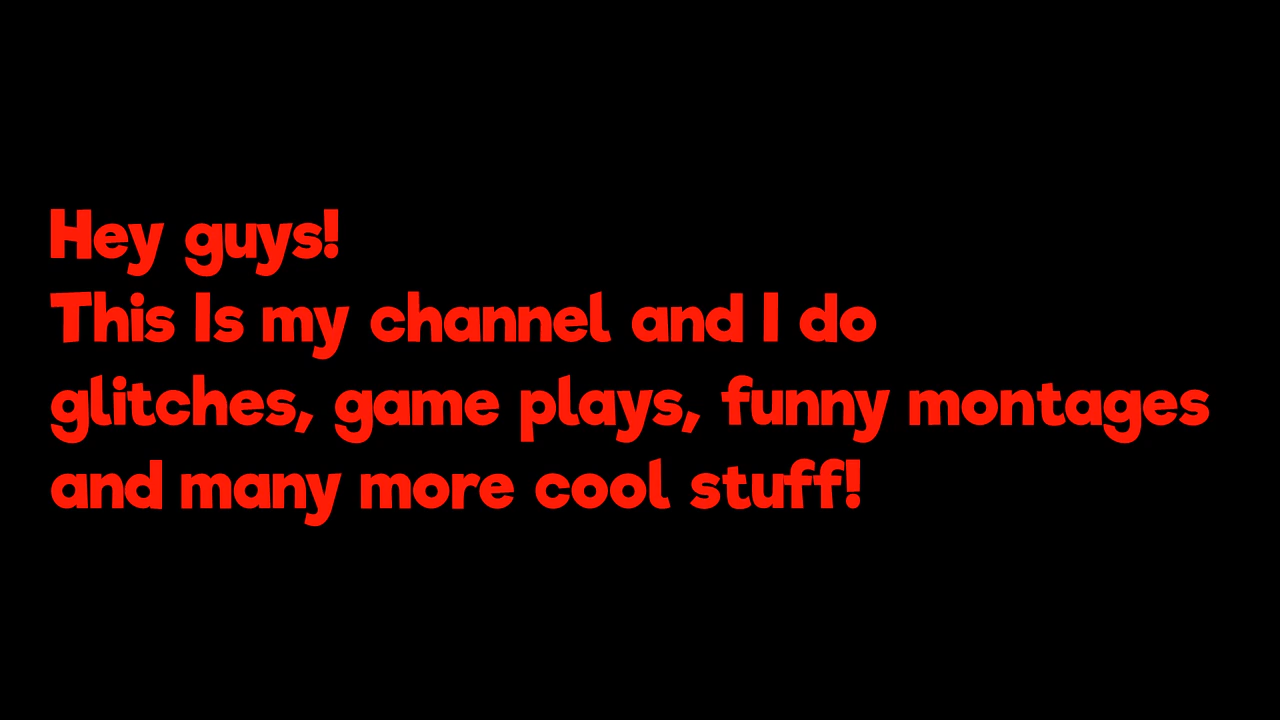 Hey guys!
This Is my channel and I do
glitches, game plays, funny montages
and many more cool stuff!